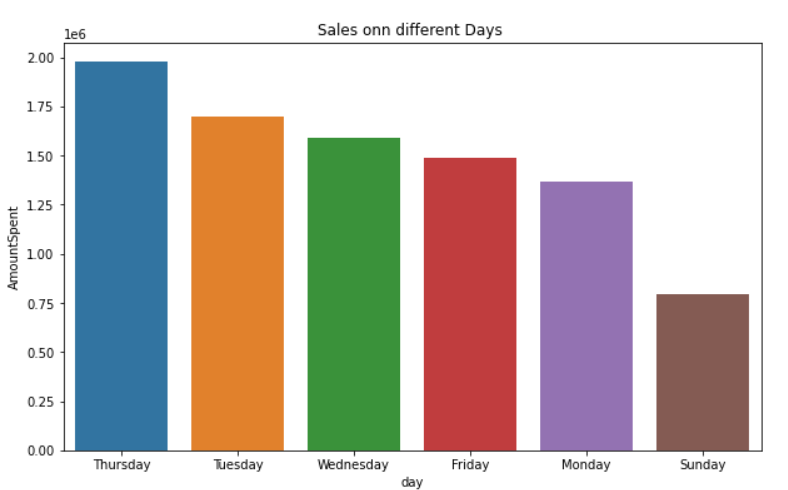 Sales onn different Days
1e6
2.00
1.75
1.50
1.25
1.00
0.75
0.50
0.25
0.00
AmountSpent
Thursday Tuesday Wednesday Friday Monday Sunday
day